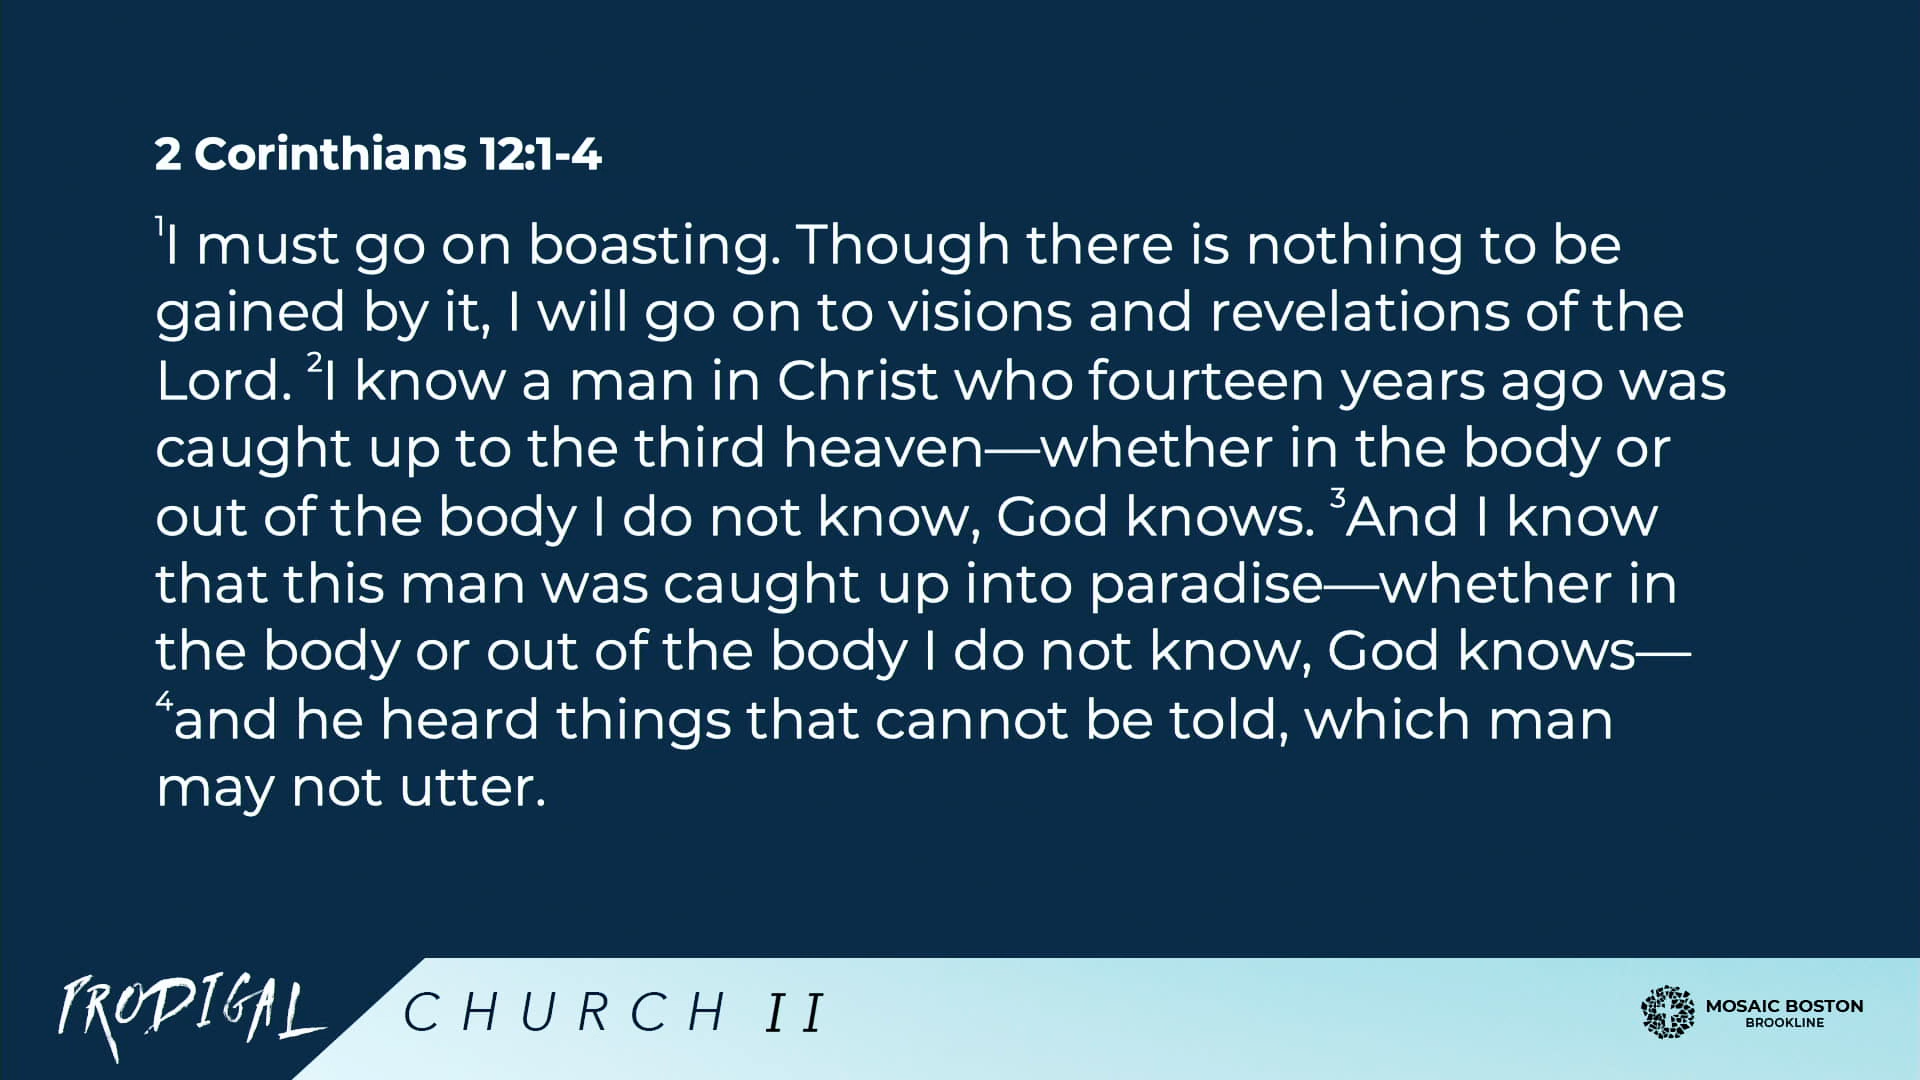 2 Corinthians 12:1-4
¹I must go on boasting. Though there is nothing to be
gained by it, I will go on to visions and revelations of the
Lord. ²I know a man in Christ who fourteen years ago was
caught up to the third heaven—whether in the body or
out of the body I do not know, God knows. ³And I know
that this man was caught up into paradise—whether in
the body or out of the body I do not know, God knows—
⁴and he heard things that cannot be told, which man
may not utter.
PRODIGAL CHURCH II
MOSAIC BOSTON
BROOKLINE